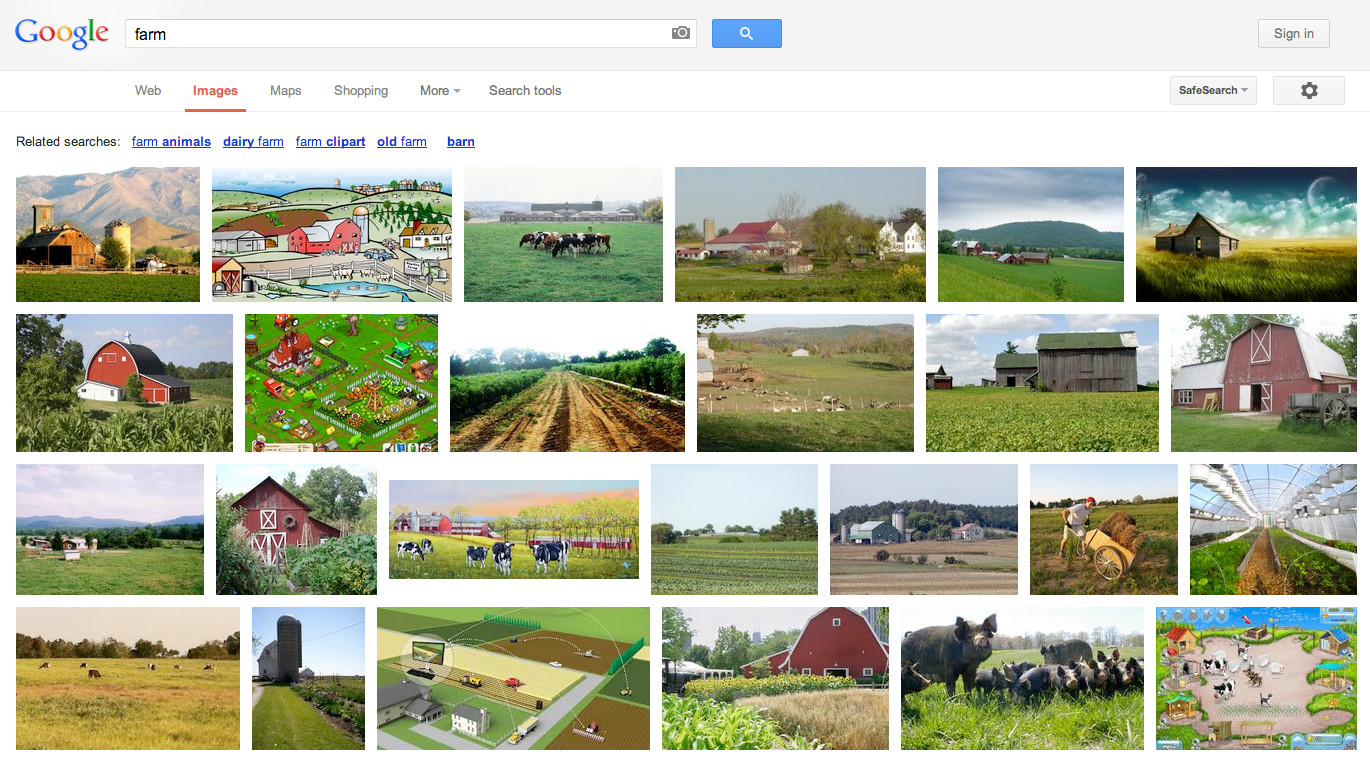 Google farm Sign in
Web Images Maps Shopping More Search tools SafeSearch
Related searches: farm animals dairy farm farm clipart old farm barn